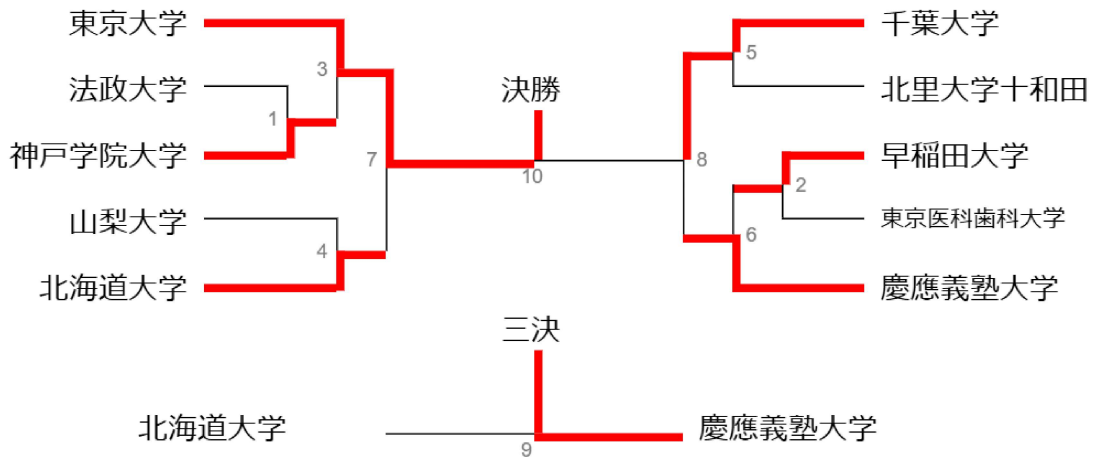 東京大学
法政大学
神戸学院大学
山梨大学
北海道大学
3
1
7
4
決勝
10
千葉大学
北里大学十和田
早稲田大学
東京医科歯科大学
慶應義塾大学
5
8
2
6
三決
北海道大学
9
慶應義塾大学